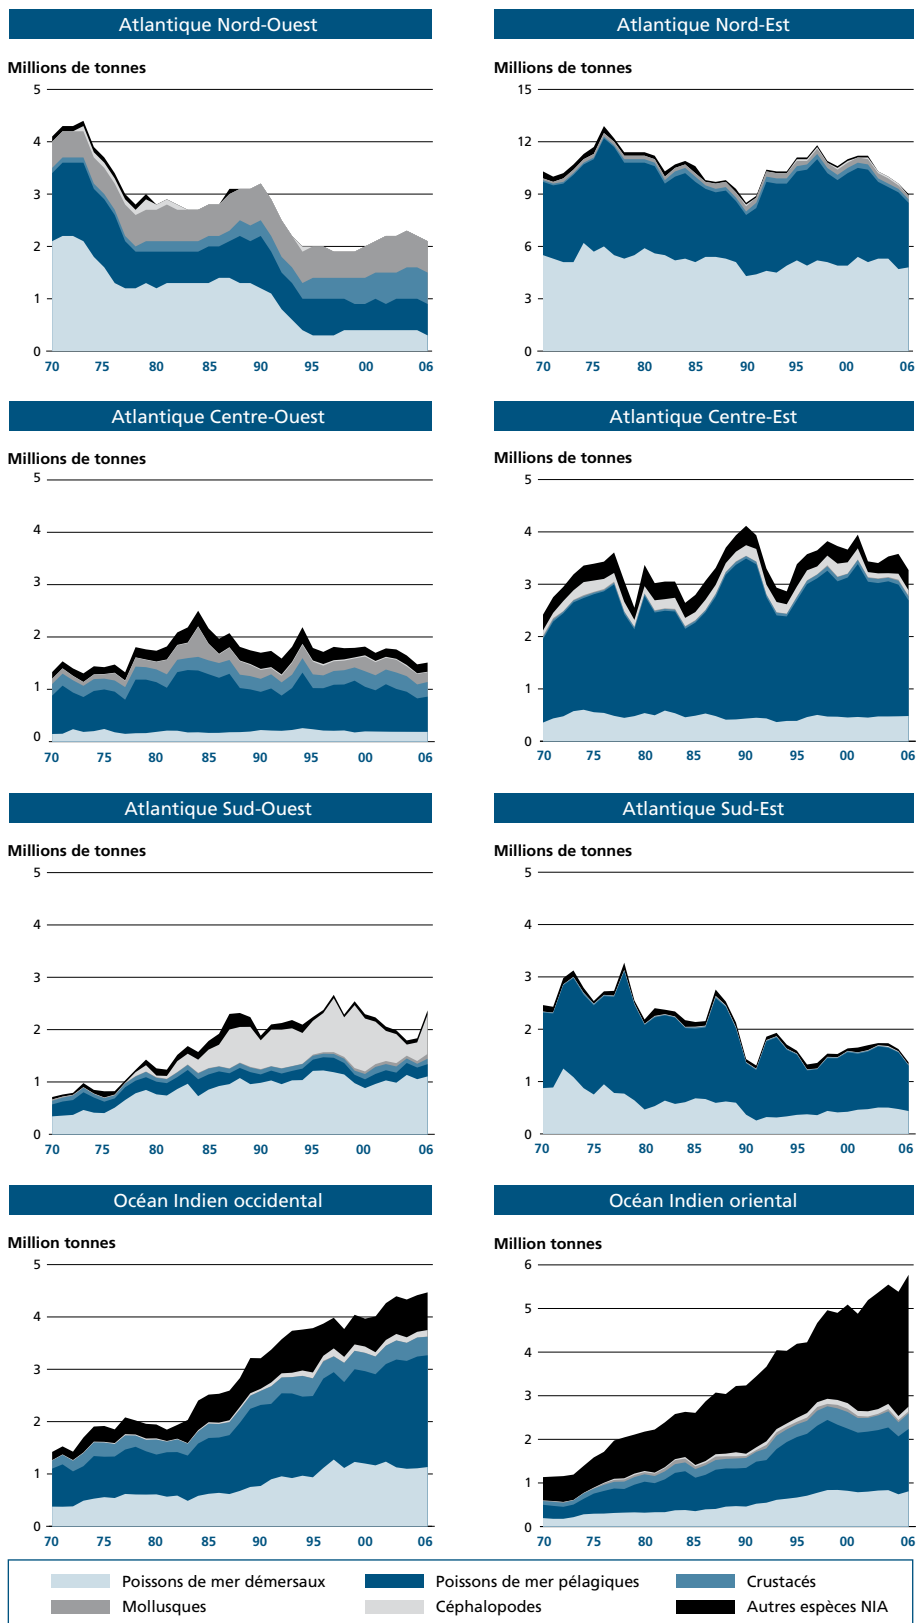 Atlantique Nord-Ouest
Millions de tonnes
5
4
3
2
1
0
70 75 80 85 90 95 00 06
Atlantique Nord-Est
Millions de tonnes
15
12
9
6
3
0
70 75 80 85 90 95 00 06
Atlantique Centre-Ouest
Millions de tonnes
5
4
3
2
1
0
70 75 80 85 90 95 00 06
Atlantique Centre-Est
Millions de tonnes
5
4
3
2
1
0
70 75 80 85 90 95 00 06
Atlantique Sud-Ouest
Millions de tonnes
5
4
3
2
1
0
70 75 80 85 90 95 00 06
Atlantique Sud-Est
Millions de tonnes
5
4
3
2
1
0
70 75 80 85 90 95 00 06
Océan Indien occidental
Million tonnes
5
4
3
2
1
0
70 75 80 85 90 95 00 06
Océan Indien oriental
Million tonnes
6
5
4
3
2
1
0
70 75 80 85 90 95 00 06
Poissons de mer démersaux
Poissons de mer pélagiques
Crustacés
Mollusques
Céphalopodes
Autres espèces NIA